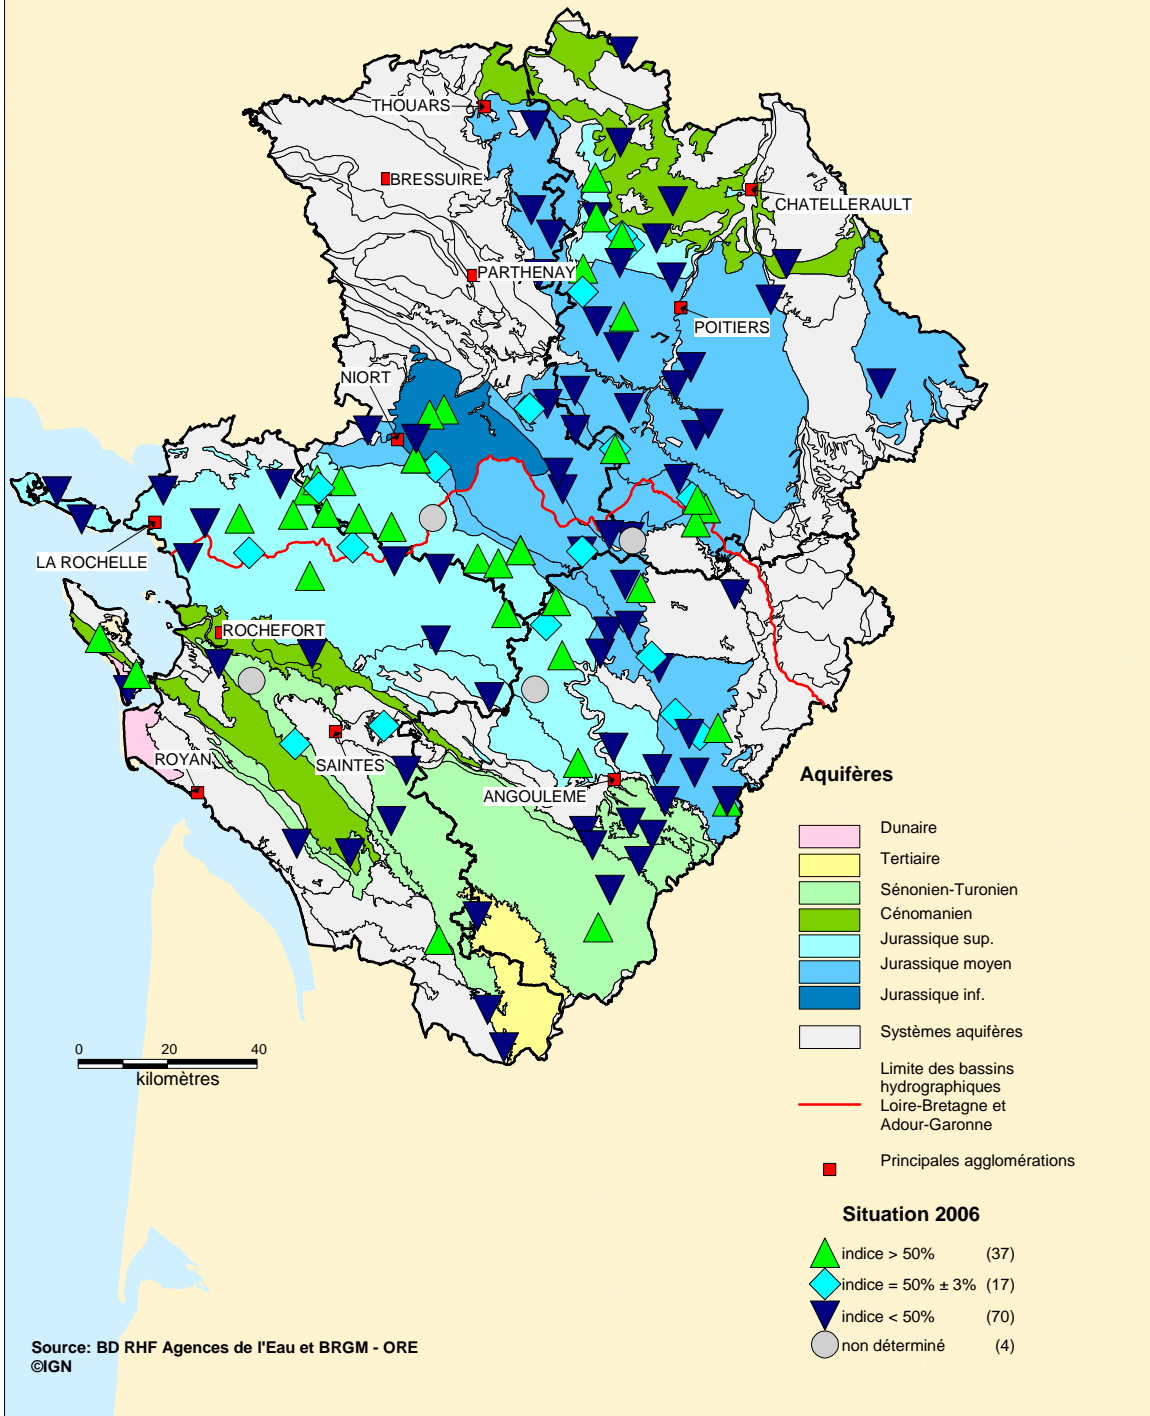 THOUARS
BRESSUIRE
CHATELLERAULT
PARTHENAY
POITIERS
NIORT
LA ROCHELLE
ROCHEFORT
ROYAN
SAINTES
ANGOULEME
0 20 40
kilomètres
Aquifères
Dunaire
Tertiaire
Sénonien-Turonien
Cénomanien
Jurassique sup.
Jurassique moyen
Jurassique inf.
Systèmes aquifères
Limite des bassins
hydrographiques
Loire-Bretagne et
Adour-Garonne
Principales agglomérations
Situation 2006
indice > 50% (37)
indice = 50% ± 3% (17)
indice < 50% (70)
non déterminé (4)
Source: BD RHF Agences de l'Eau et BRGM - ORE
©IGN